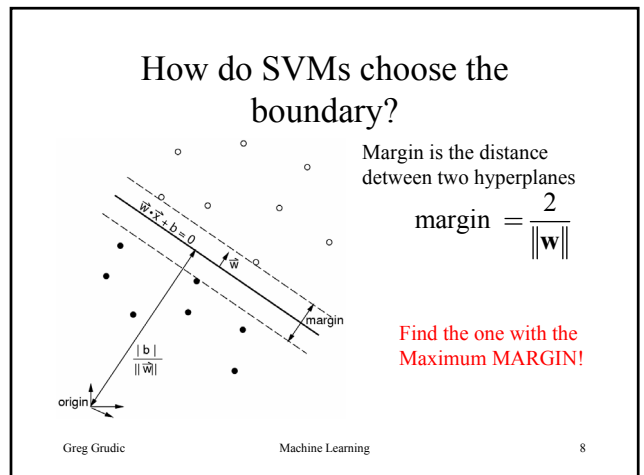 How do SVMs choose the
boundary?
Margin is the distance
detween two hyperplanes
margin = 2 / ‖w‖
w⃗•x⃗ + b = 0
w⃗
margin
| b | / || w⃗ ||
origin
Find the one with the
Maximum MARGIN!
Greg Grudic Machine Learning 8